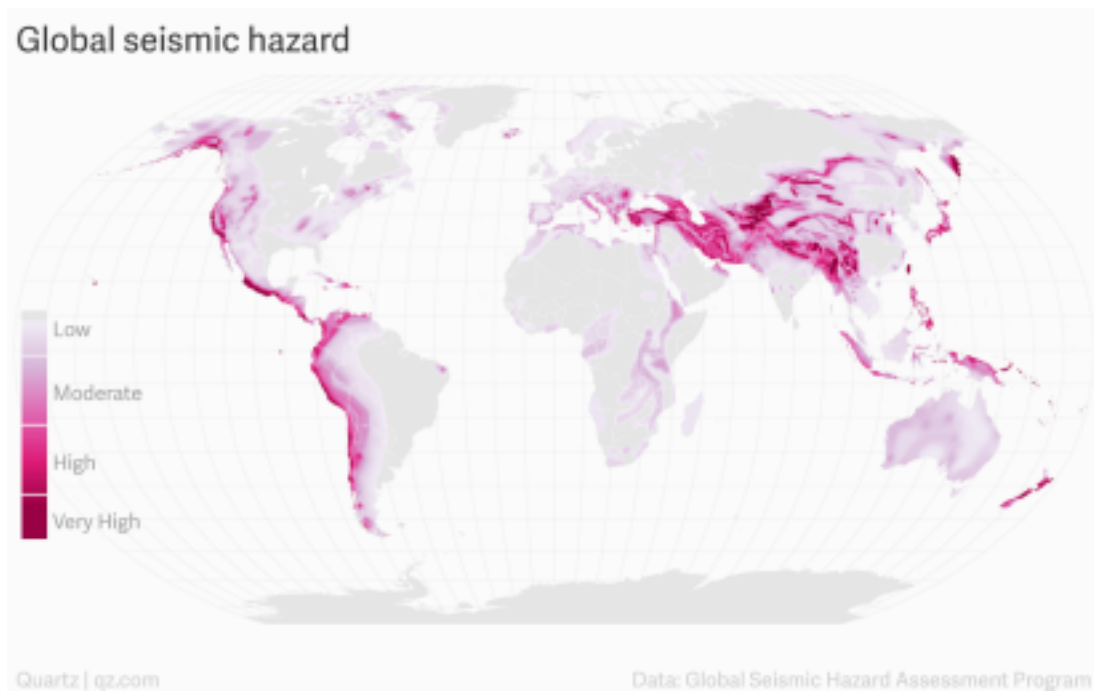 Global seismic hazard
Low
Moderate
High
Very High
Quartz | qz.com
Data: Global Seismic Hazard Assessment Program